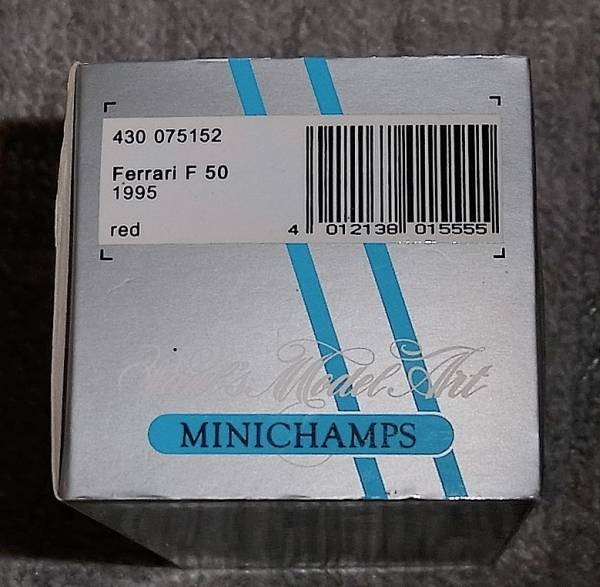 430 075152
Ferrari F 50
1995
red
4 012138 015555
Paul's Model Art
MINICHAMPS